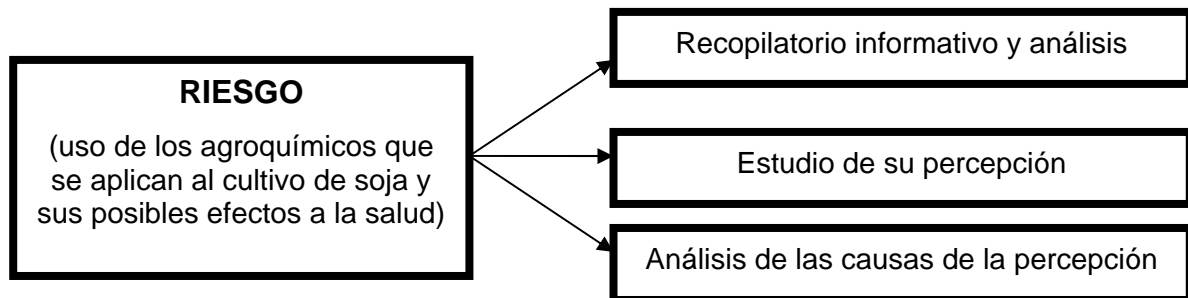 RIESGO
(uso de los agroquímicos que
se aplican al cultivo de soja y
sus posibles efectos a la salud)
Recopilatorio informativo y análisis
Estudio de su percepción
Análisis de las causas de la percepción